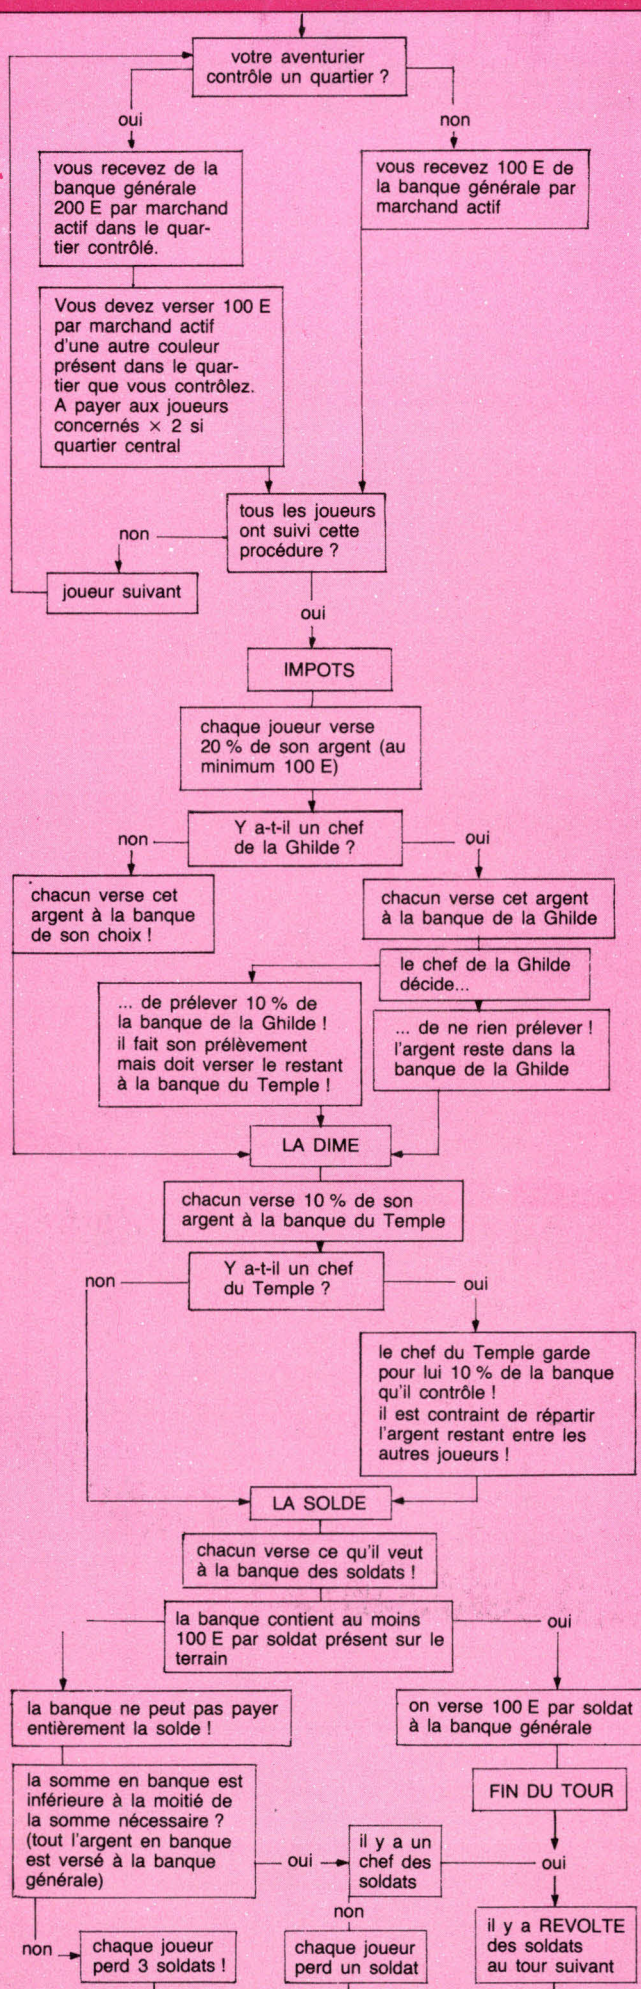 votre aventurier
contrôle un quartier ?
oui
non
vous recevez de la
banque générale
200 E par marchand
actif dans le quar-
tier contrôlé.
vous recevez 100 E de
la banque générale par
marchand actif
Vous devez verser 100 E
par marchand actif
d'une autre couleur
présent dans le quar-
tier que vous contrôlez.
A payer aux joueurs
concernés × 2 si
quartier central
tous les joueurs
ont suivi cette
procédure ?
non
joueur suivant
oui
IMPOTS
chaque joueur verse
20 % de son argent (au
minimum 100 E)
Y a-t-il un chef
de la Ghilde ?
non
oui
chacun verse cet
argent à la banque
de son choix !
chacun verse cet argent
à la banque de la Ghilde
le chef de la Ghilde
décide...
... de prélever 10 % de
la banque de la Ghilde !
il fait son prélèvement
mais doit verser le restant
à la banque du Temple !
... de ne rien prélever !
l'argent reste dans la
banque de la Ghilde
LA DIME
chacun verse 10 % de son
argent à la banque du Temple
Y a-t-il un chef
du Temple ?
non
oui
le chef du Temple garde
pour lui 10 % de la banque
qu'il contrôle !
il est contraint de répartir
l'argent restant entre les
autres joueurs !
LA SOLDE
chacun verse ce qu'il veut
à la banque des soldats !
la banque contient au moins
100 E par soldat présent sur le
terrain
oui
la banque ne peut pas payer
entièrement la solde !
on verse 100 E par soldat
à la banque générale
FIN DU TOUR
la somme en banque est
inférieure à la moitié de
la somme nécessaire ?
(tout l'argent en banque
est versé à la banque
générale)
oui
il y a un
chef des
soldats
oui
non
non
chaque joueur
perd 3 soldats !
chaque joueur
perd un soldat
il y a REVOLTE
des soldats
au tour suivant